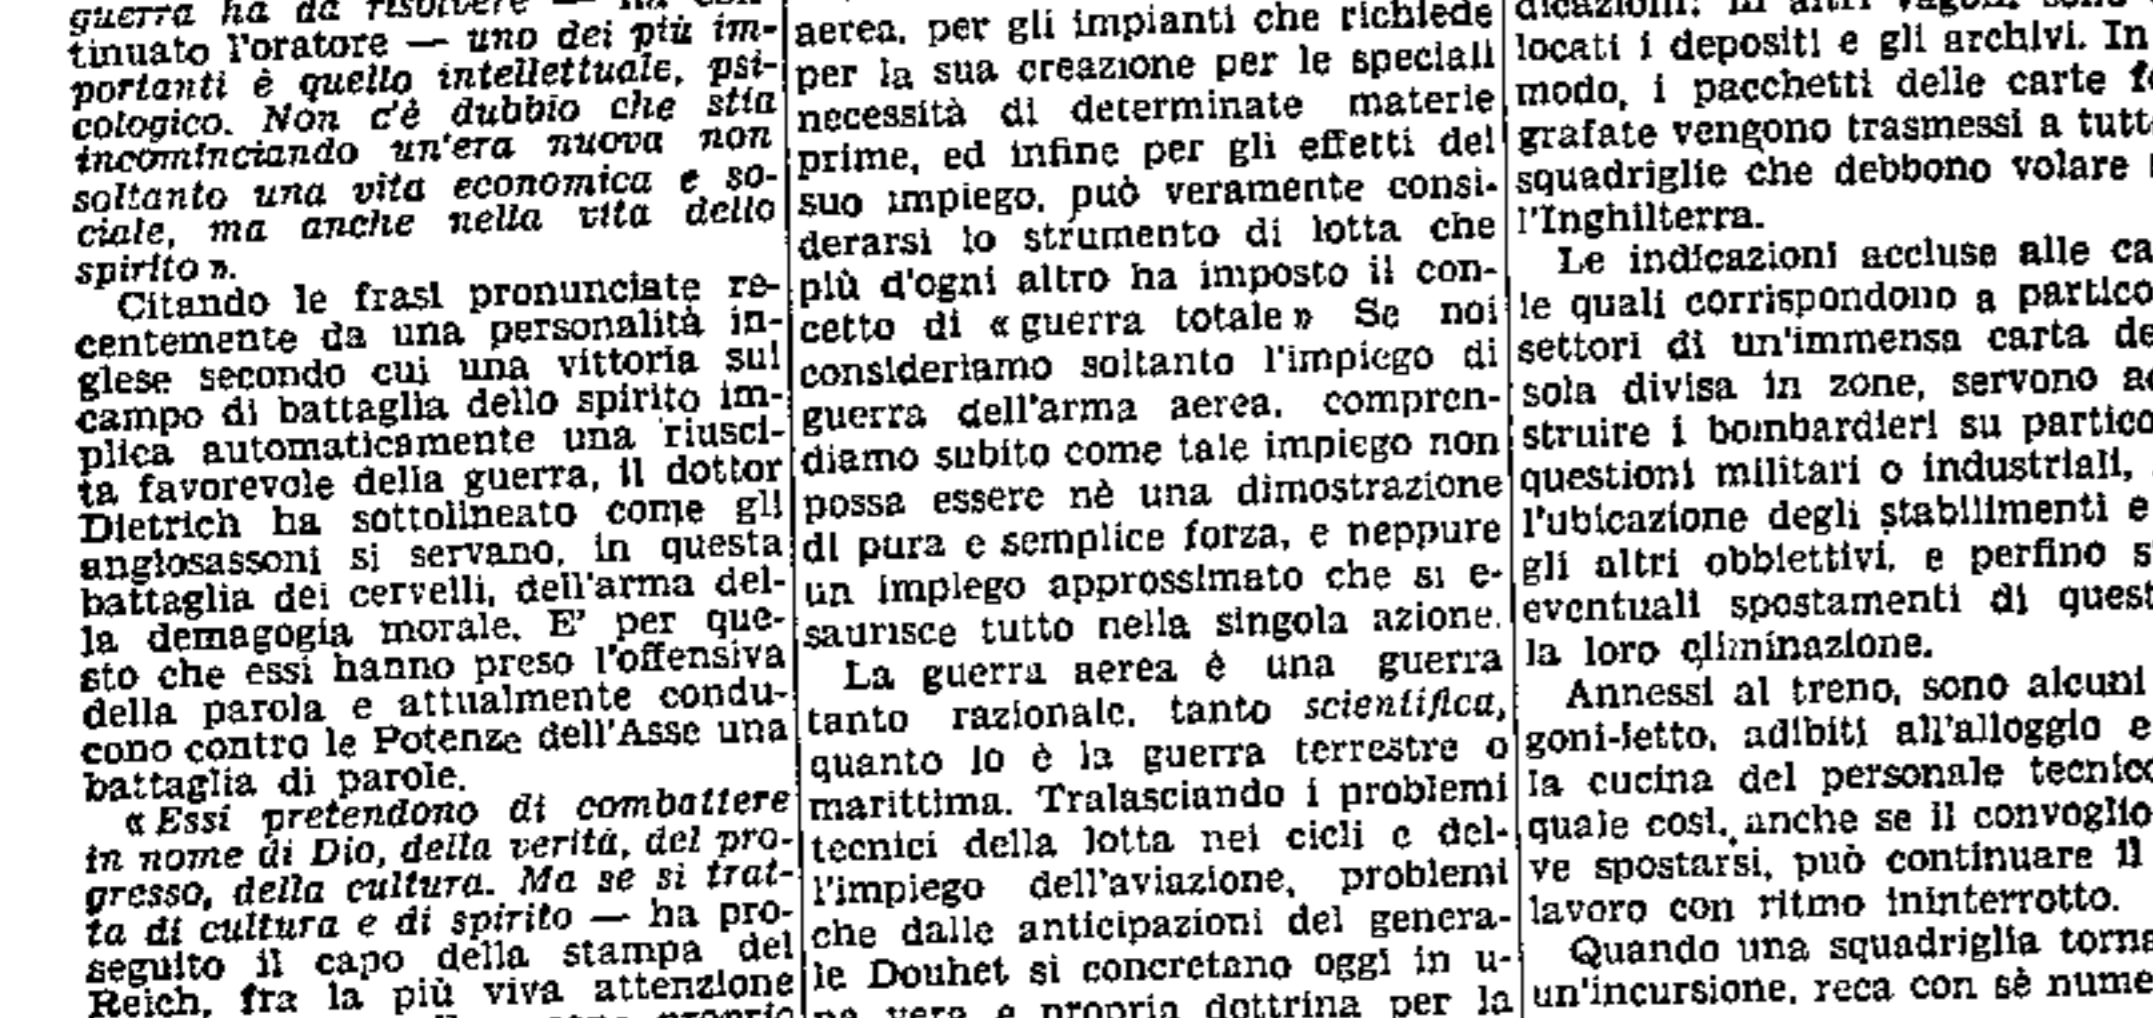 guerra ha da risolvere —
tinuato l'oratore — uno dei più im-
portanti è quello intellettuale, psi-
cologico. Non c'è dubbio che stia
incominciando un'era nuova non
soltanto una vita economica e so-
ciale, ma anche nella vita dello
spirito ».
Citando le frasi pronunciate re-
centemente da una personalità in-
glese secondo cui una vittoria sul
campo di battaglia dello spirito im-
plica automaticamente una riusci-
ta favorevole della guerra, il dottor
Dietrich ha sottolineato come gli
anglosassoni si servano, in questa
battaglia dei cervelli, dell'arma del-
la demagogia morale. E' per que-
sto che essi hanno preso l'offensiva
della parola e attualmente condu-
cono contro le Potenze dell'Asse una
battaglia di parole.
« Essi pretendono di combattere
in nome di Dio, della verità, del pro-
gresso, della cultura. Ma se si trat-
ta di cultura e di spirito — ha pro-
seguito il capo della stampa del
Reich, fra la più viva attenzione
proprio
aerea, per gli impianti che richiede
per la sua creazione per le speciali
necessità di determinate materie
prime, ed infine per gli effetti del
suo impiego, può veramente consi-
derarsi lo strumento di lotta che
più d'ogni altro ha imposto il con-
cetto di « guerra totale » Se noi
consideriamo soltanto l'impiego di
guerra dell'arma aerea, compren-
diamo subito come tale impiego non
possa essere nè una dimostrazione
di pura e semplice forza, e neppure
un impiego approssimato che si e-
saurisce tutto nella singola azione.
La guerra aerea è una guerra
tanto razionale, tanto scientifica,
quanto lo è la guerra terrestre o
marittima. Tralasciando i problemi
tecnici della lotta nei cicli e del-
l'impiego dell'aviazione, problemi
che dalle anticipazioni del genera-
le Douhet si concretano oggi in u-
na vera e propria dottrina per la
dicazioni; in altri vagoni
locati i depositi e gli archivi. In
modo, i pacchetti delle carte fo
grafate vengono trasmessi a tutt
squadriglie che debbono volare
l'Inghilterra.
Le indicazioni accluse alle ca
le quali corrispondono a partico
settori di un'immensa carta de
sola divisa in zone, servono ad
struire i bombardieri su partico
questioni militari o industriali,
l'ubicazione degli stabilimenti e
gli altri obbiettivi, e perfino s
eventuali spostamenti di quest
la loro eliminazione.
Annessi al treno, sono alcuni
goni-letto, adibiti all'alloggio e
la cucina del personale tecnico
quale così, anche se il convoglio
ve spostarsi, può continuare il
lavoro con ritmo ininterrotto.
Quando una squadriglia torna
un'incursione, reca con sè nume